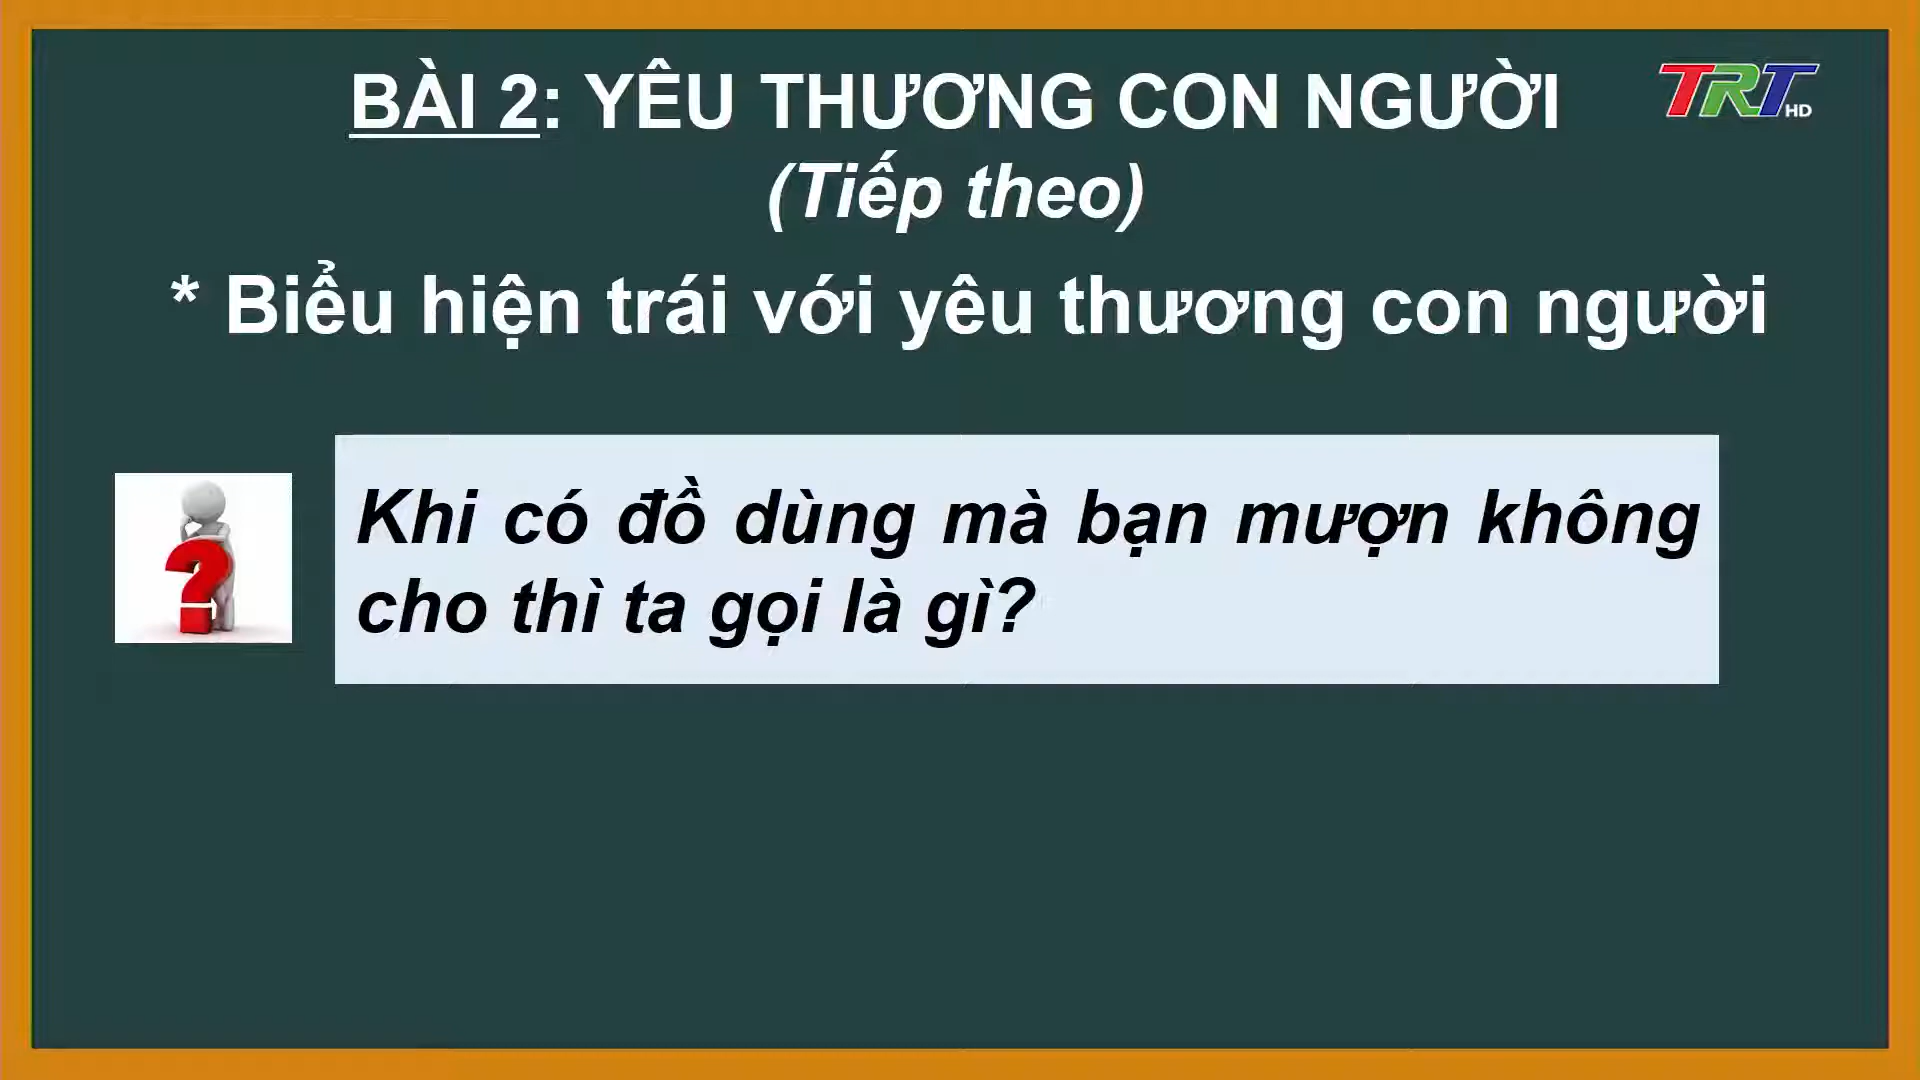 BÀI 2: YÊU THƯƠNG CON NGƯỜI
TRT HD
(Tiếp theo)
* Biểu hiện trái với yêu thương con người
Khi có đồ dùng mà bạn mượn không
cho thì ta gọi là gì?